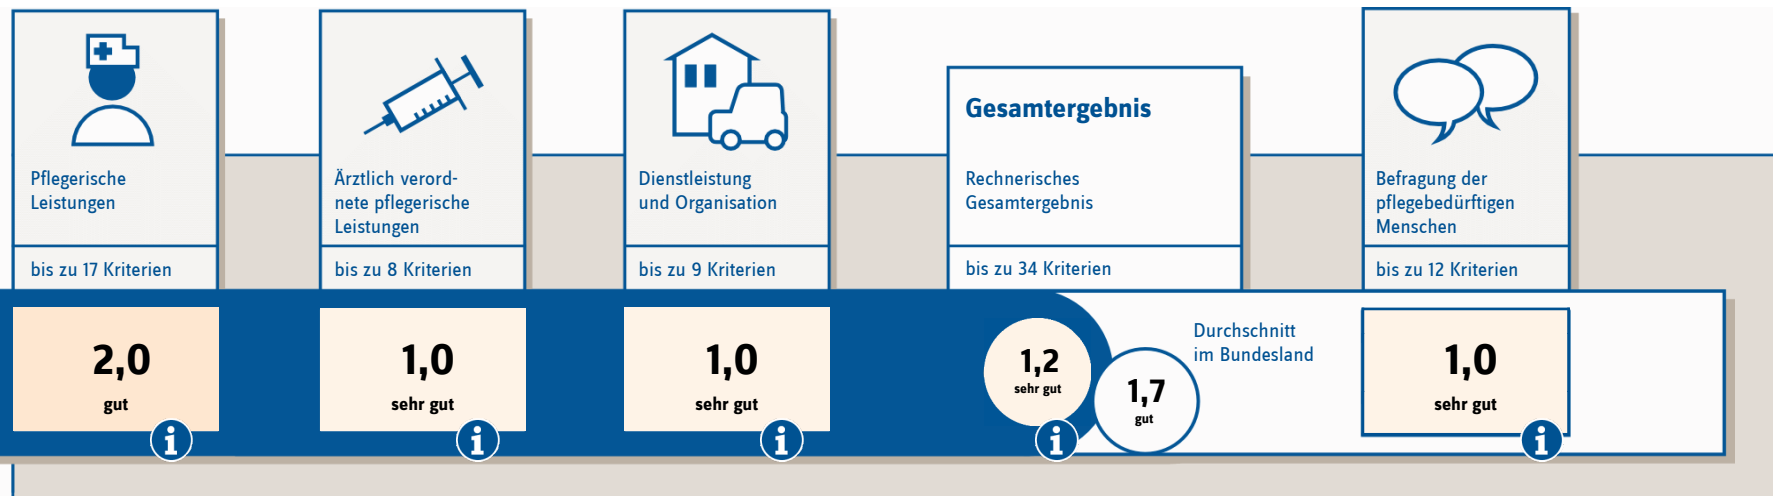 Pflegerische
Leistungen
bis zu 17 Kriterien
2,0
gut
i
Ärztlich verord-
nete pflegerische
Leistungen
bis zu 8 Kriterien
1,0
sehr gut
i
Dienstleistung
und Organisation
bis zu 9 Kriterien
1,0
sehr gut
i
Gesamtergebnis
Rechnerisches
Gesamtergebnis
bis zu 34 Kriterien
1,2
sehr gut
i
1,7
gut
Durchschnitt
im Bundesland
Befragung der
pflegebedürftigen
Menschen
bis zu 12 Kriterien
1,0
sehr gut
i